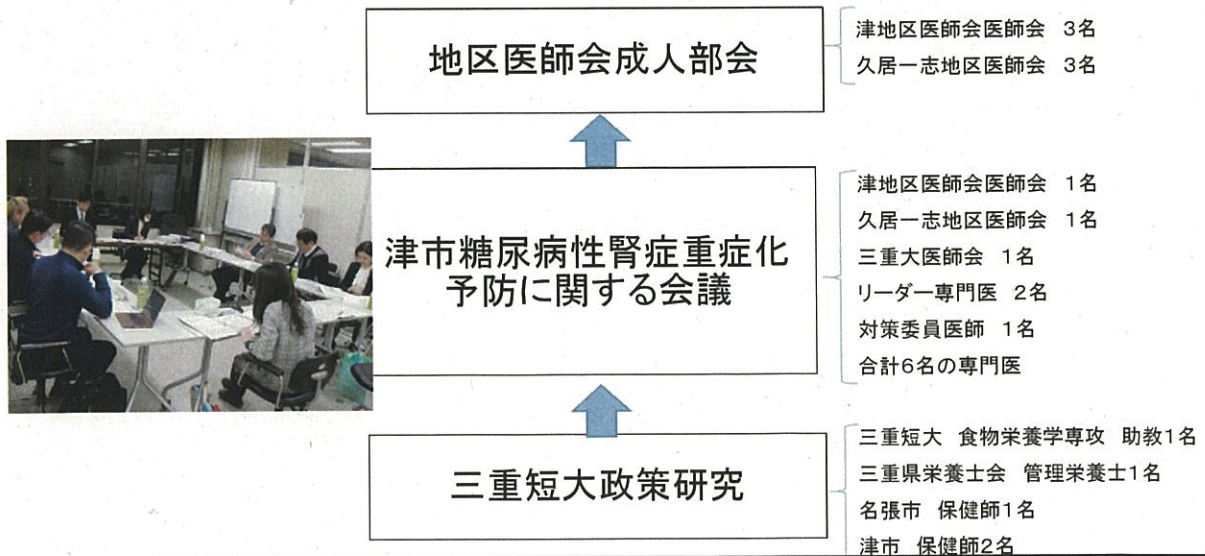 地区医師会成人部会
津地区医師会医師会 3名
久居一志地区医師会 3名
津市糖尿病性腎症重症化
予防に関する会議
津地区医師会医師会 1名
久居一志地区医師会 1名
三重大医師会 1名
リーダー専門医 2名
対策委員医師 1名
合計6名の専門医
三重短大政策研究
三重短大 食物栄養学専攻 助教1名
三重県栄養士会 管理栄養士1名
名張市 保健師1名
津市 保健師2名